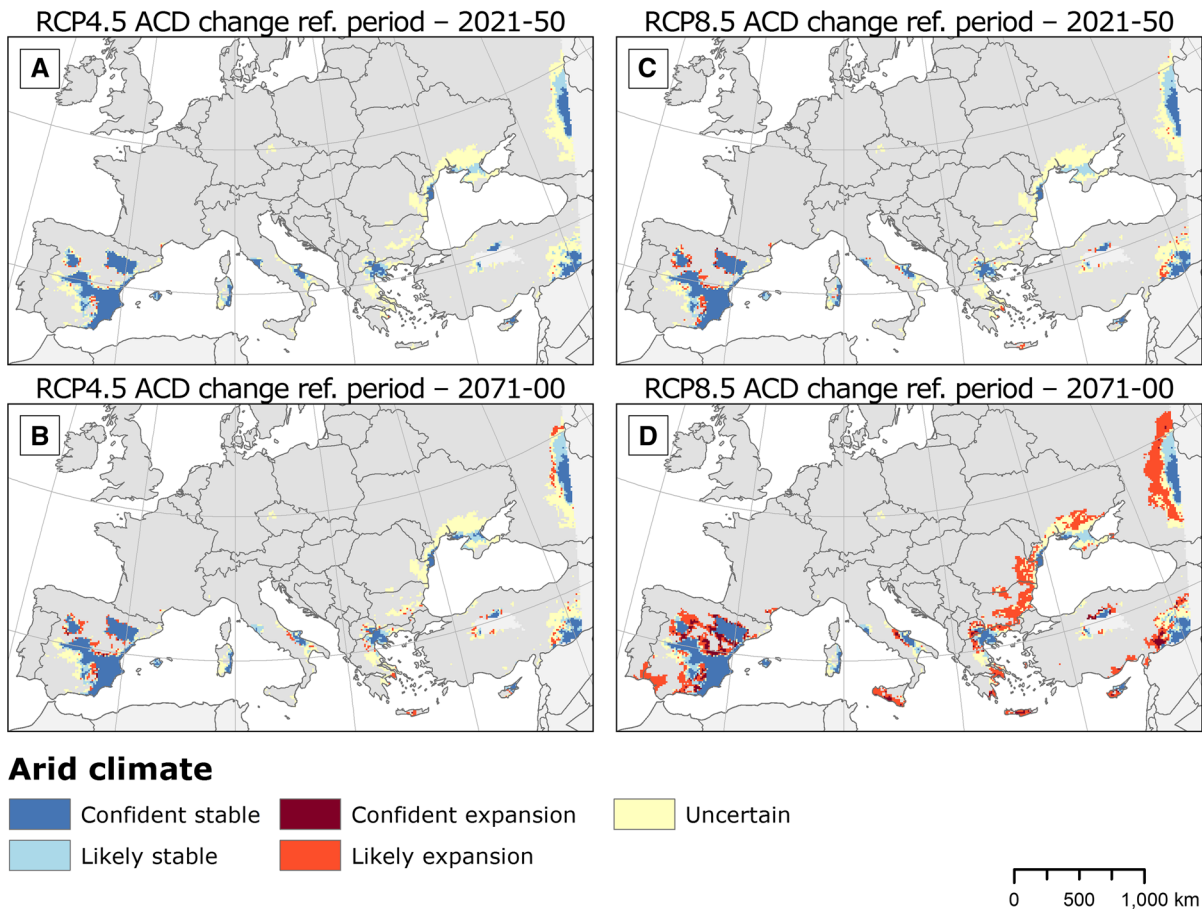 RCP4.5 ACD change ref. period – 2021-50
A
RCP8.5 ACD change ref. period – 2021-50
C
RCP4.5 ACD change ref. period – 2071-00
B
RCP8.5 ACD change ref. period – 2071-00
D
Arid climate
Confident stable
Confident expansion
Uncertain
Likely stable
Likely expansion
0 500 1,000 km